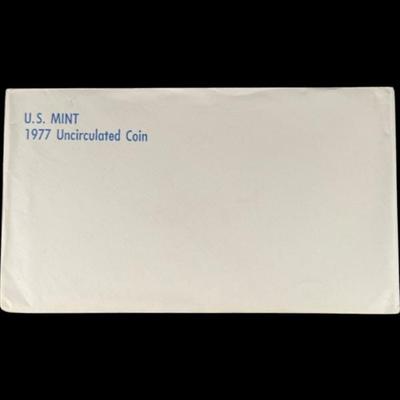 U.S. MINT
1977 Uncirculated Coin